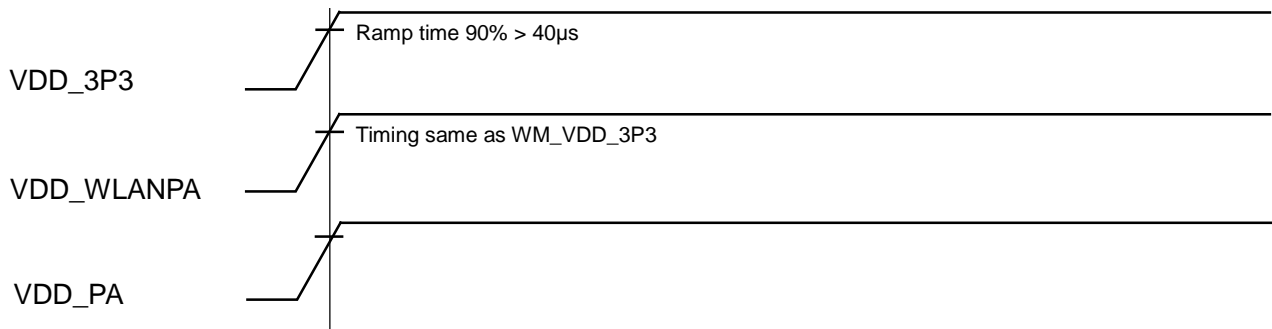 Ramp time 90% > 40µs
VDD_3P3
Timing same as WM_VDD_3P3
VDD_WLANPA
VDD_PA